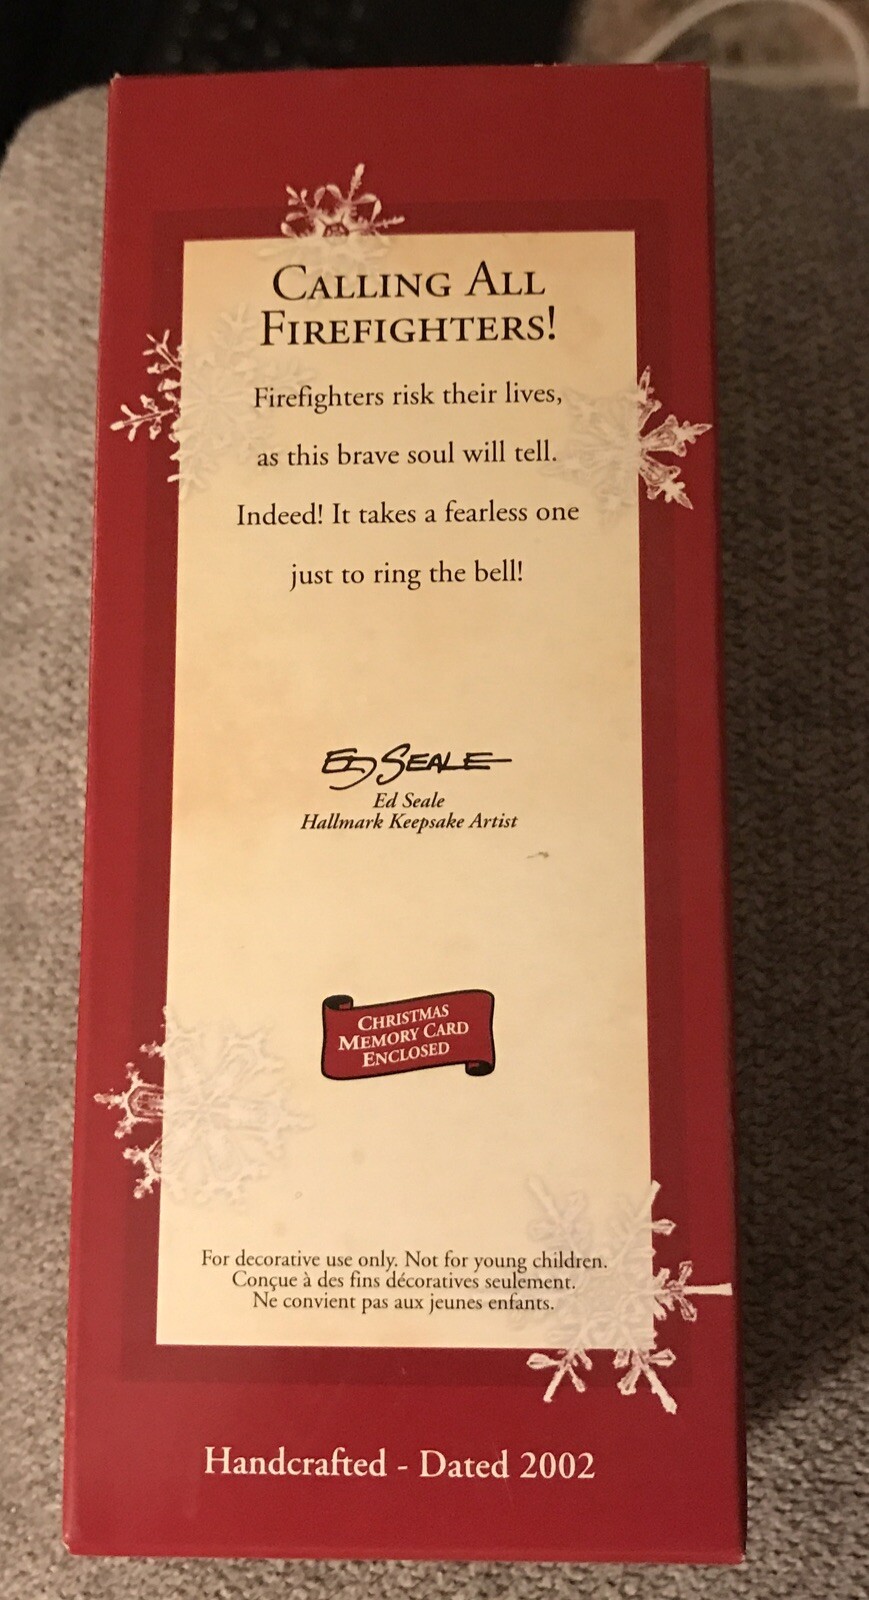 CALLING ALL
FIREFIGHTERS!
Firefighters risk their lives,
as this brave soul will tell.
Indeed! It takes a fearless one
just to ring the bell!
ED SEALE
Ed Seale
Hallmark Keepsake Artist
CHRISTMAS
MEMORY CARD
ENCLOSED
For decorative use only. Not for young children.
Conçue à des fins décoratives seulement.
Ne convient pas aux jeunes enfants.
Handcrafted - Dated 2002